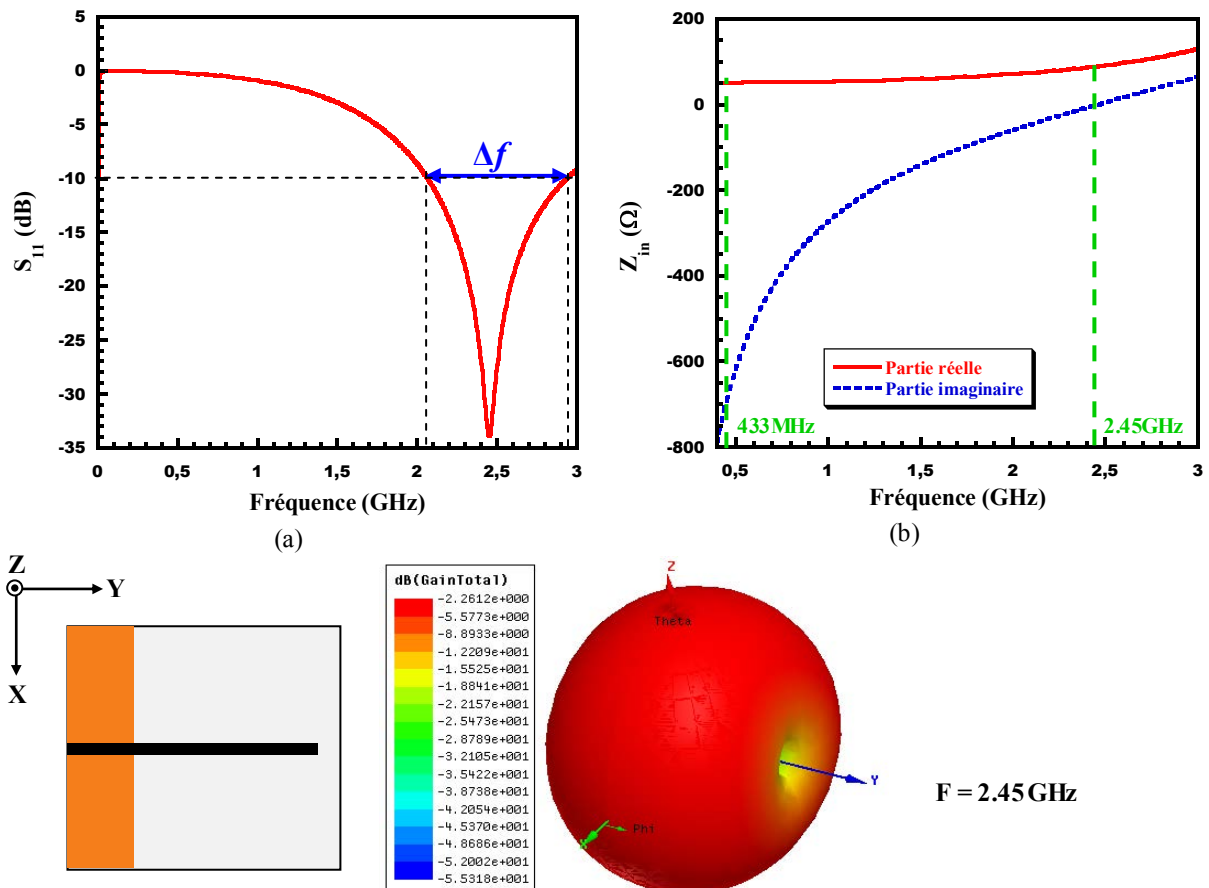 5
0
-5
-10
-15
-20
-25
-30
-35
S₁₁ (dB)
Δf
0
0,5
1
1,5
2
2,5
3
Fréquence (GHz)
(a)
200
0
-200
-400
-600
-800
Z_in (Ω)
Partie réelle
Partie imaginaire
433MHz
2.45GHz
0,5
1
1,5
2
2,5
3
Fréquence (GHz)
(b)
Z
Y
X
dB(GainTotal)
-2.2612e+000
-5.5773e+000
-8.8933e+000
-1.2209e+001
-1.5525e+001
-1.8841e+001
-2.2157e+001
-2.5473e+001
-2.8789e+001
-3.2105e+001
-3.5422e+001
-3.8738e+001
-4.2054e+001
-4.5370e+001
-4.8686e+001
-5.2002e+001
-5.5318e+001
Z
Theta
Y
Phi
F = 2.45GHz